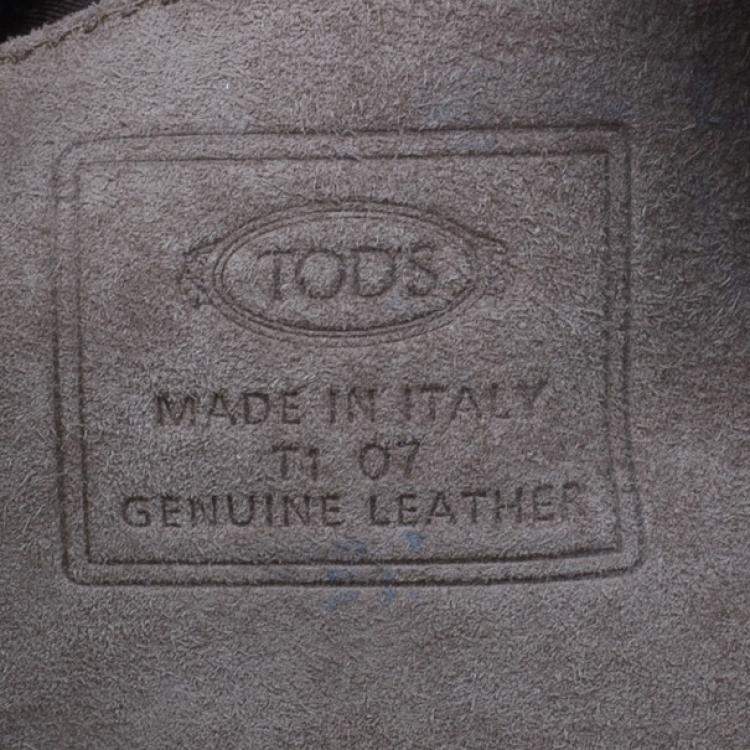 TOD'S
MADE IN ITALY
T1 07
GENUINE LEATHER